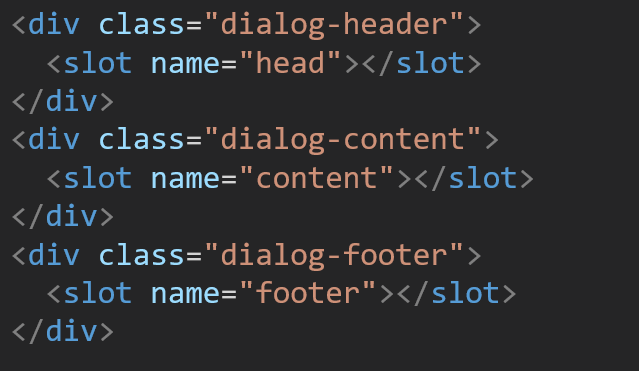 <div class="dialog-header">
  <slot name="head"></slot>
</div>
<div class="dialog-content">
  <slot name="content"></slot>
</div>
<div class="dialog-footer">
  <slot name="footer"></slot>
</div>